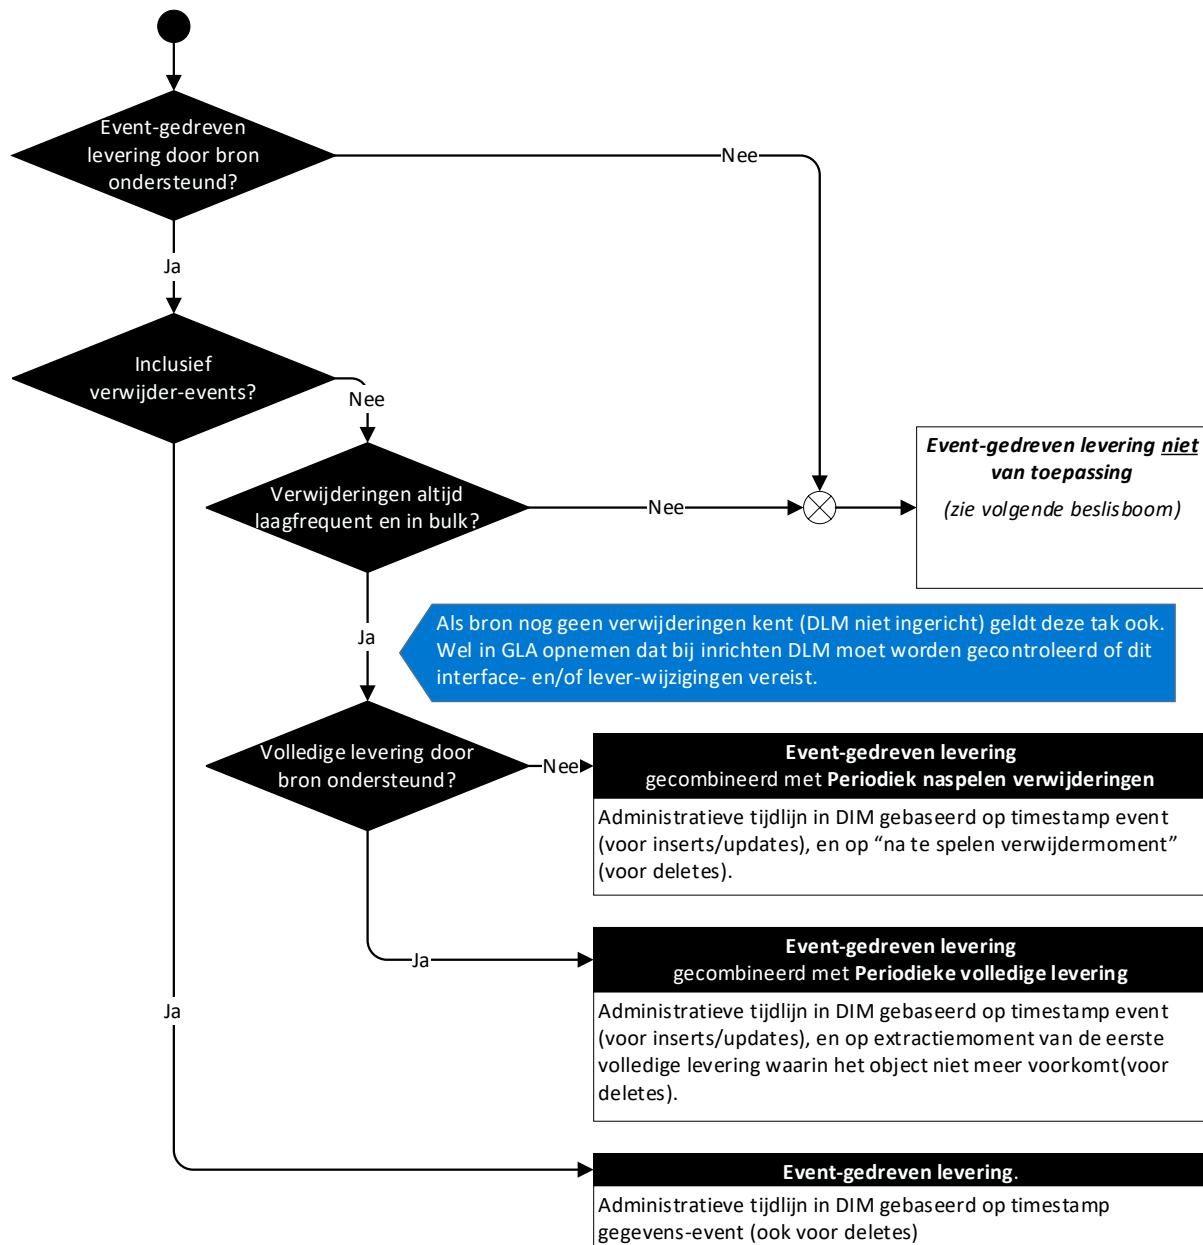 Event-gedreven
levering door bron
ondersteund?
Nee
Ja
Inclusief
verwijder-events?
Nee
Event-gedreven levering niet
van toepassing
(zie volgende beslisboom)
Verwijderingen altijd
laagfrequent en in bulk?
Nee
Ja
Als bron nog geen verwijderingen kent (DLM niet ingericht) geldt deze tak ook.
Wel in GLA opnemen dat bij inrichten DLM moet worden gecontroleerd of dit
interface- en/of lever-wijzigingen vereist.
Volledige levering door
bron ondersteund?
Nee
Event-gedreven levering
gecombineerd met Periodiek naspelen verwijderingen
Administratieve tijdlijn in DIM gebaseerd op timestamp event
(voor inserts/updates), en op “na te spelen verwijdermoment”
(voor deletes).
Ja
Event-gedreven levering
gecombineerd met Periodieke volledige levering
Administratieve tijdlijn in DIM gebaseerd op timestamp event
(voor inserts/updates), en op extractiemoment van de eerste
volledige levering waarin het object niet meer voorkomt(voor
deletes).
Ja
Event-gedreven levering.
Administratieve tijdlijn in DIM gebaseerd op timestamp
gegevens-event (ook voor deletes)